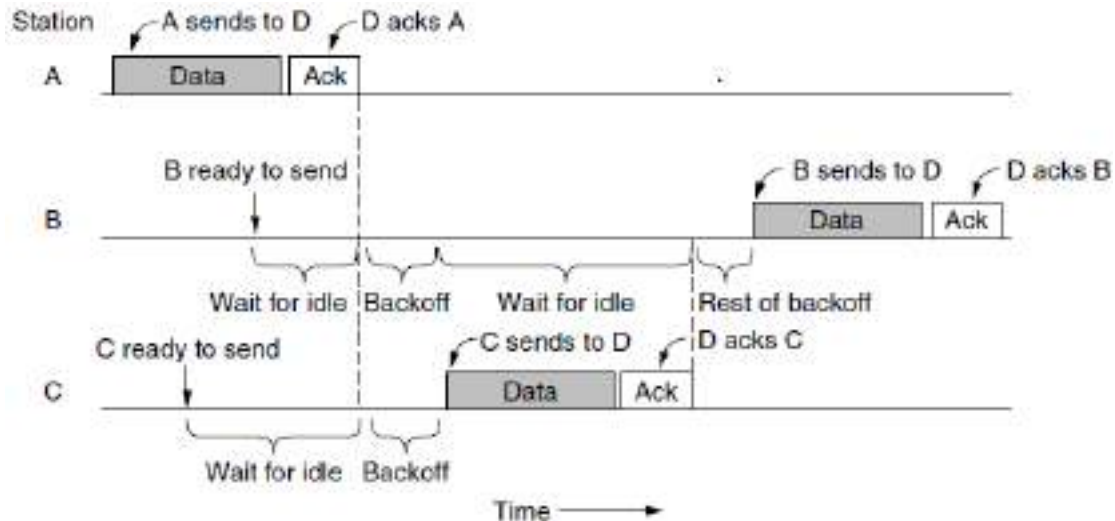 Station
A sends to D
D acks A
A
Data
Ack
B ready to send
B sends to D
D acks B
B
Data
Ack
Wait for idle
Backoff
Wait for idle
Rest of backoff
C ready to send
C sends to D
D acks C
C
Data
Ack
Wait for idle
Backoff
Time